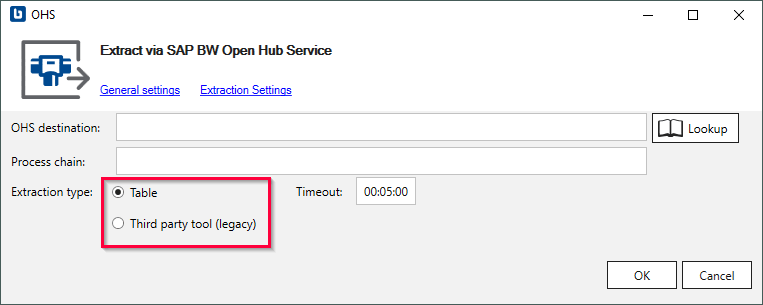 OHS
Extract via SAP BW Open Hub Service
General settings Extraction Settings
OHS destination: Lookup
Process chain:
Extraction type: Table Timeout: 00:05:00
Third party tool (legacy)
OK Cancel